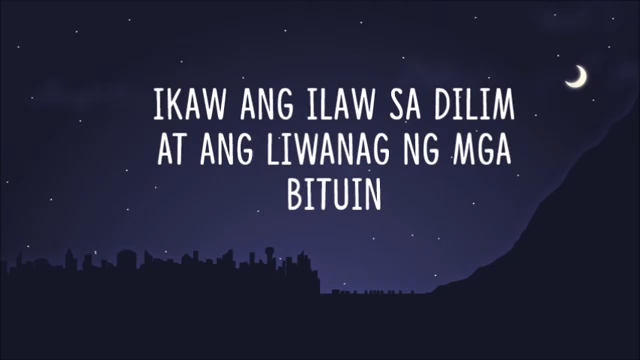 IKAW ANG ILAW SA DILIM
AT ANG LIWANAG NG MGA
BITUIN